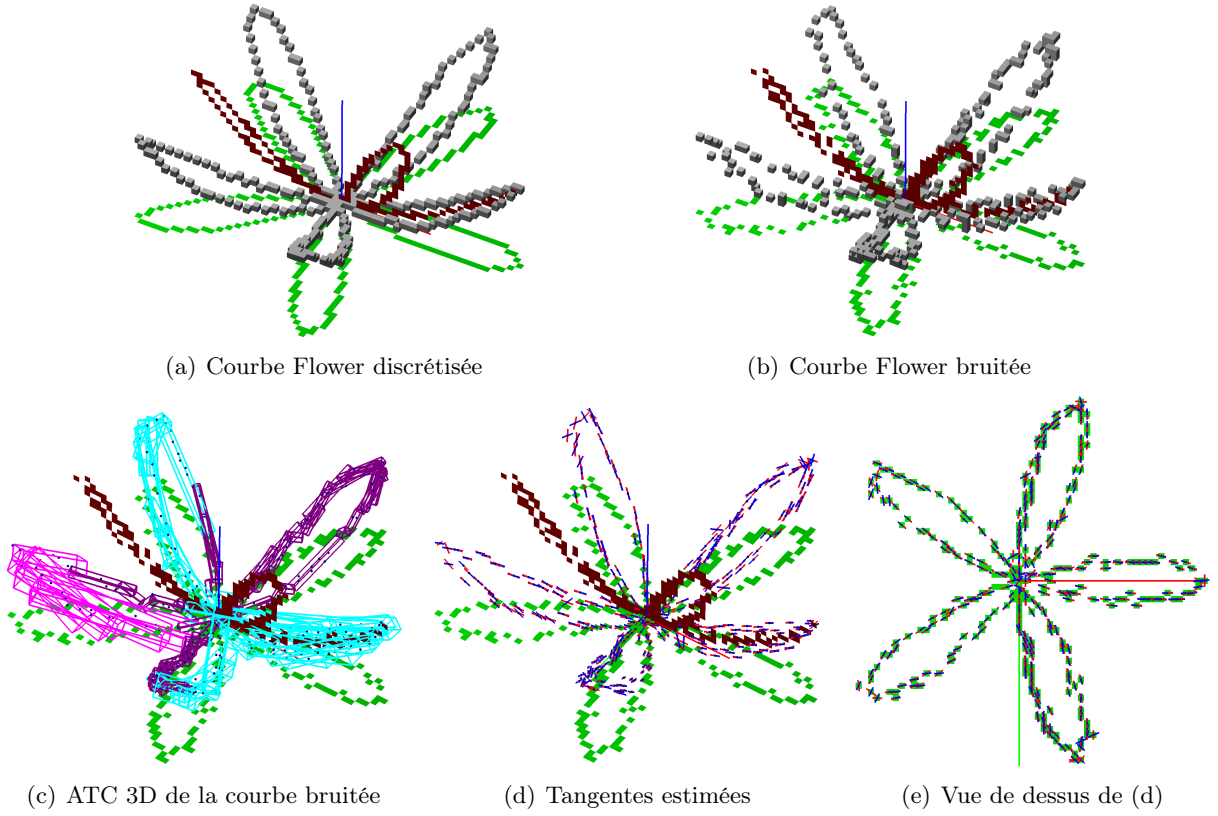 (a) Courbe Flower discrétisée
(b) Courbe Flower bruitée
(c) ATC 3D de la courbe bruitée
(d) Tangentes estimées
(e) Vue de dessus de (d)